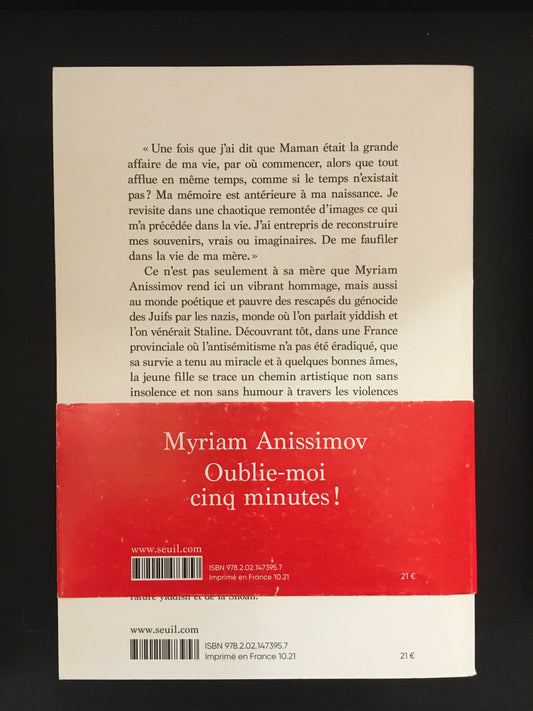 « Une fois que j'ai dit que Maman était la grande
affaire de ma vie, par où commencer, alors que tout
afflue en même temps, comme si le temps n'existait
pas ? Ma mémoire est antérieure à ma naissance. Je
revisite dans une chaotique remontée d'images ce qui
m'a précédée dans la vie. J'ai entrepris de reconstruire
mes souvenirs, vrais ou imaginaires. De me faufiler
dans la vie de ma mère. »
Ce n'est pas seulement à sa mère que Myriam
Anissimov rend ici un vibrant hommage, mais aussi
au monde poétique et pauvre des rescapés du génocide
des Juifs par les nazis, monde où l'on parlait yiddish et
l'on vénérait Staline. Découvrant tôt, dans une France
provinciale où l'antisémitisme n'a pas été éradiqué, que
sa survie a tenu au miracle et à quelques bonnes âmes,
la jeune fille se trace un chemin artistique non sans
insolence et non sans humour à travers les violences
Myriam Anissimov
Oublie-moi
cinq minutes !
www.seuil.com
ISBN 978.2.02.147395.7
Imprimé en France 10.21
21 €
rature yiddish et de la Shoah.
www.seuil.com
ISBN 978.2.02.147395.7
Imprimé en France 10.21
21 €